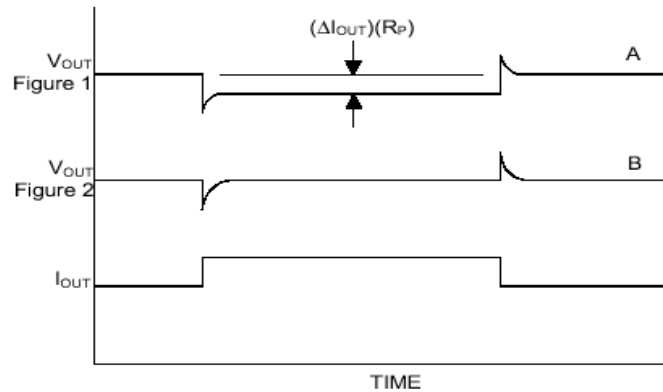 (ΔIOUT)(RP)
VOUT
Figure 1
A
VOUT
Figure 2
B
IOUT
TIME